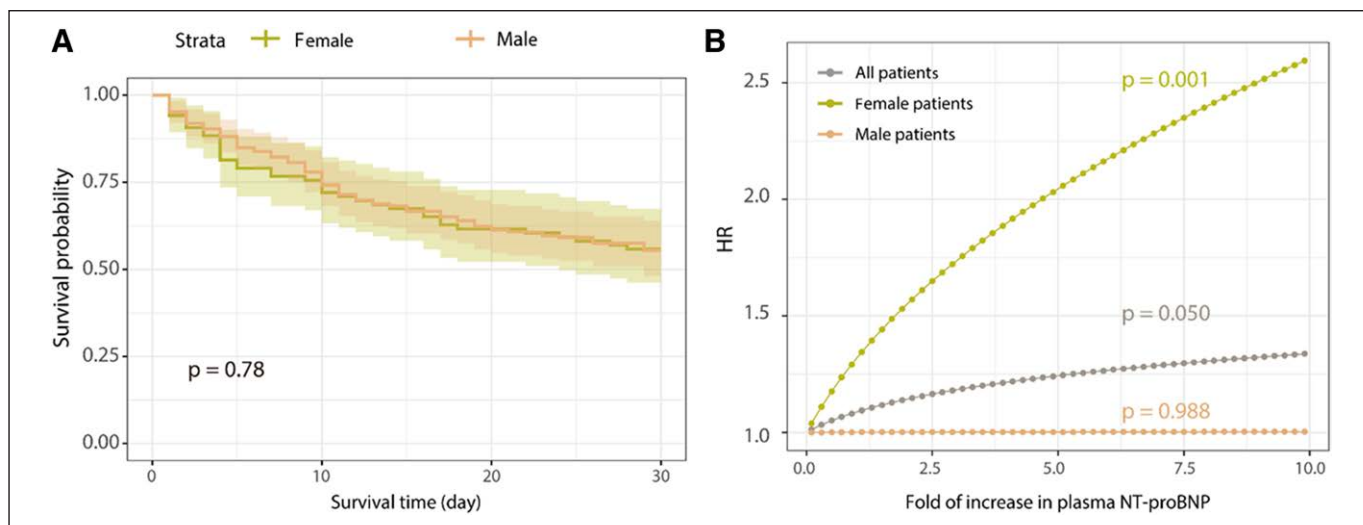 A
Strata Female Male
Survival probability
1.00
0.75
0.50
0.25
0.00
p = 0.78
0 10 20 30
Survival time (day)
B
All patients
Female patients
Male patients
p = 0.001
p = 0.050
p = 0.988
HR
2.5
2.0
1.5
1.0
0.0 2.5 5.0 7.5 10.0
Fold of increase in plasma NT-proBNP